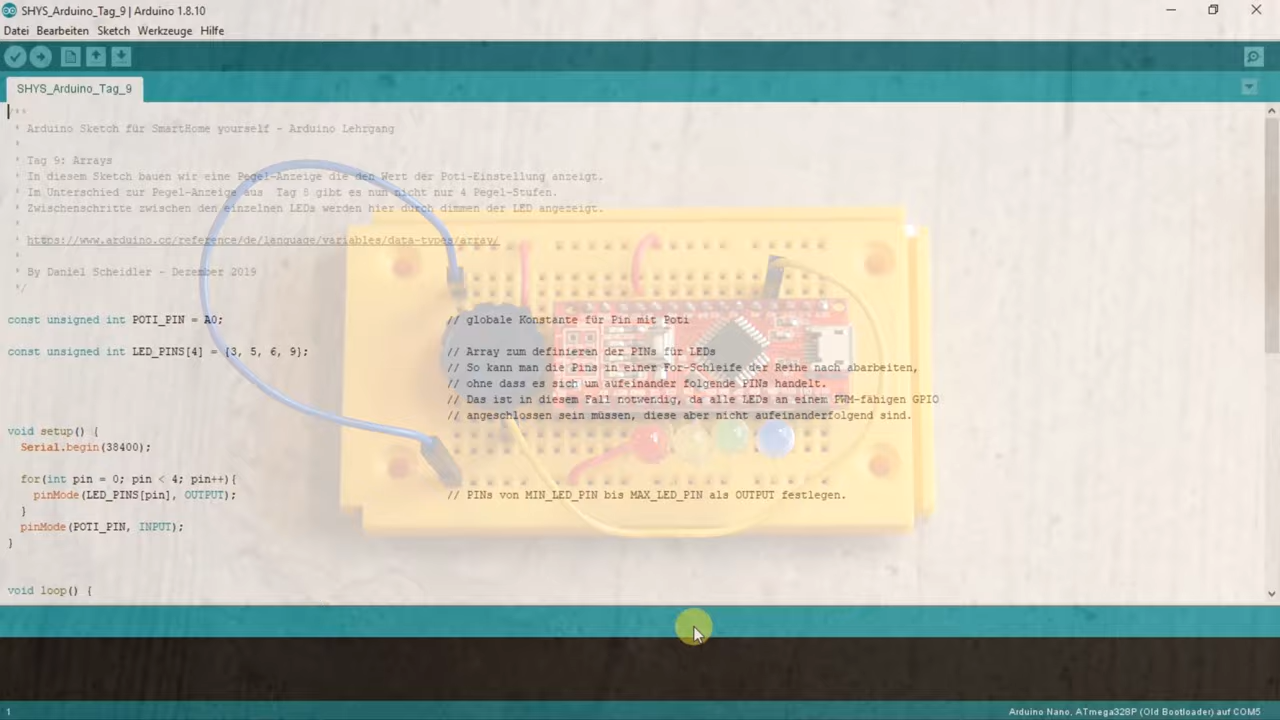 SHYS_Arduino_Tag_9 | Arduino 1.8.10
Datei Bearbeiten Sketch Werkzeuge Hilfe
SHYS_Arduino_Tag_9
/**
* Arduino Sketch für SmartHome yourself - Arduino Lehrgang
*
* Tag 9: Arrays
* In diesem Sketch bauen wir eine Pegel-Anzeige die den Wert der Poti-Einstellung anzeigt.
* Im Unterschied zur Pegel-Anzeige aus  Tag 8 gibt es nun nicht nur 4 Pegel-Stufen.
* Zwischenschritte zwischen den einzelnen LEDs werden hier durch dimmen der LED angezeigt.
*
* https://www.arduino.cc/reference/de/language/variables/data-types/array/
*
* By Daniel Scheidler - Dezember 2019
*/
const unsigned int POTI_PIN = A0; // globale Konstante für Pin mit Poti
const unsigned int LED_PINS[4] = {3, 5, 6, 9}; // Array zum definieren der PINs für LEDs
// So kann man die Pins in einer For-Schleife der Reihe nach abarbeiten,
// ohne dass es sich um aufeinander folgende PINs handelt.
// Das ist in diesem Fall notwendig, da alle LEDs an einem PWM-fähigen GPIO
// angeschlossen sein müssen, diese aber nicht aufeinanderfolgend sind.
void setup() {
Serial.begin(38400);
for(int pin = 0; pin < 4; pin++){
pinMode(LED_PINS[pin], OUTPUT); // PINs von MIN_LED_PIN bis MAX_LED_PIN als OUTPUT festlegen.
}
pinMode(POTI_PIN, INPUT);
}
void loop() {
1 Arduino Nano, ATmega328P (Old Bootloader) auf COM5